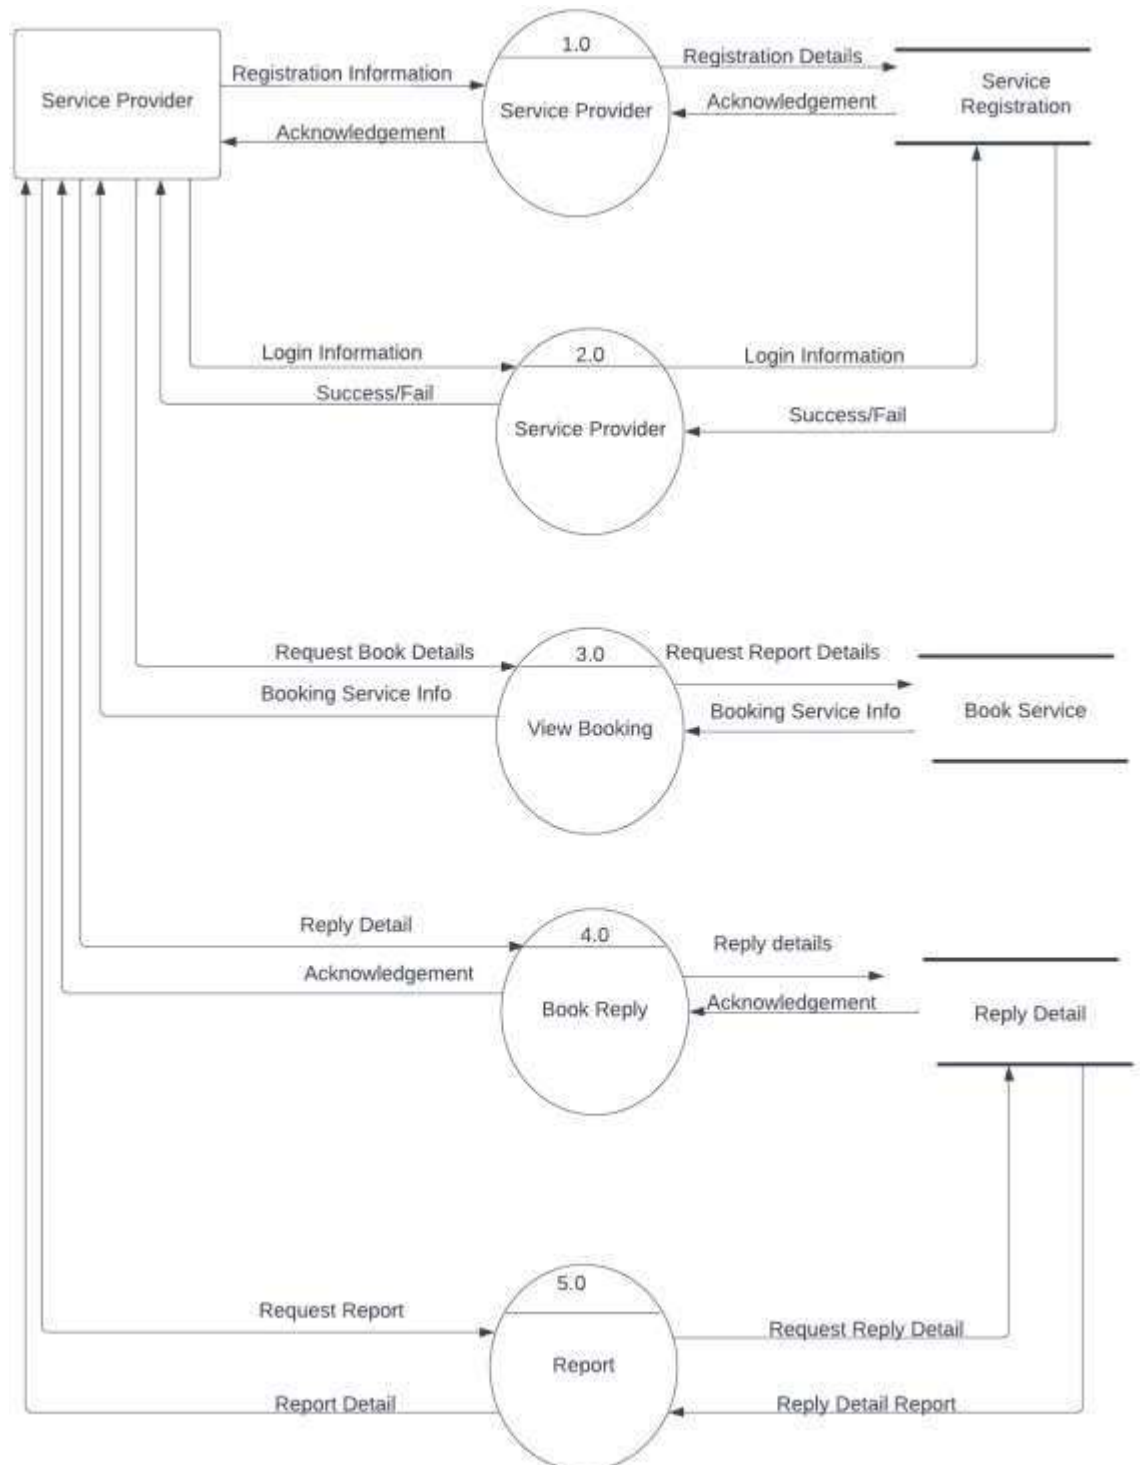 1.0
Registration Details
Registration Information
Service
Registration
Service Provider
Service Provider
Acknowledgement
Acknowledgement
2.0
Login Information
Login Information
Success/Fail
Success/Fail
Service Provider
Request Book Details
3.0
Request Report Details
Booking Service Info
Booking Service Info
Book Service
View Booking
Reply Detail
4.0
Reply details
Acknowledgement
Acknowledgement
Book Reply
Reply Detail
5.0
Request Report
Request Reply Detail
Report
Report Detail
Reply Detail Report